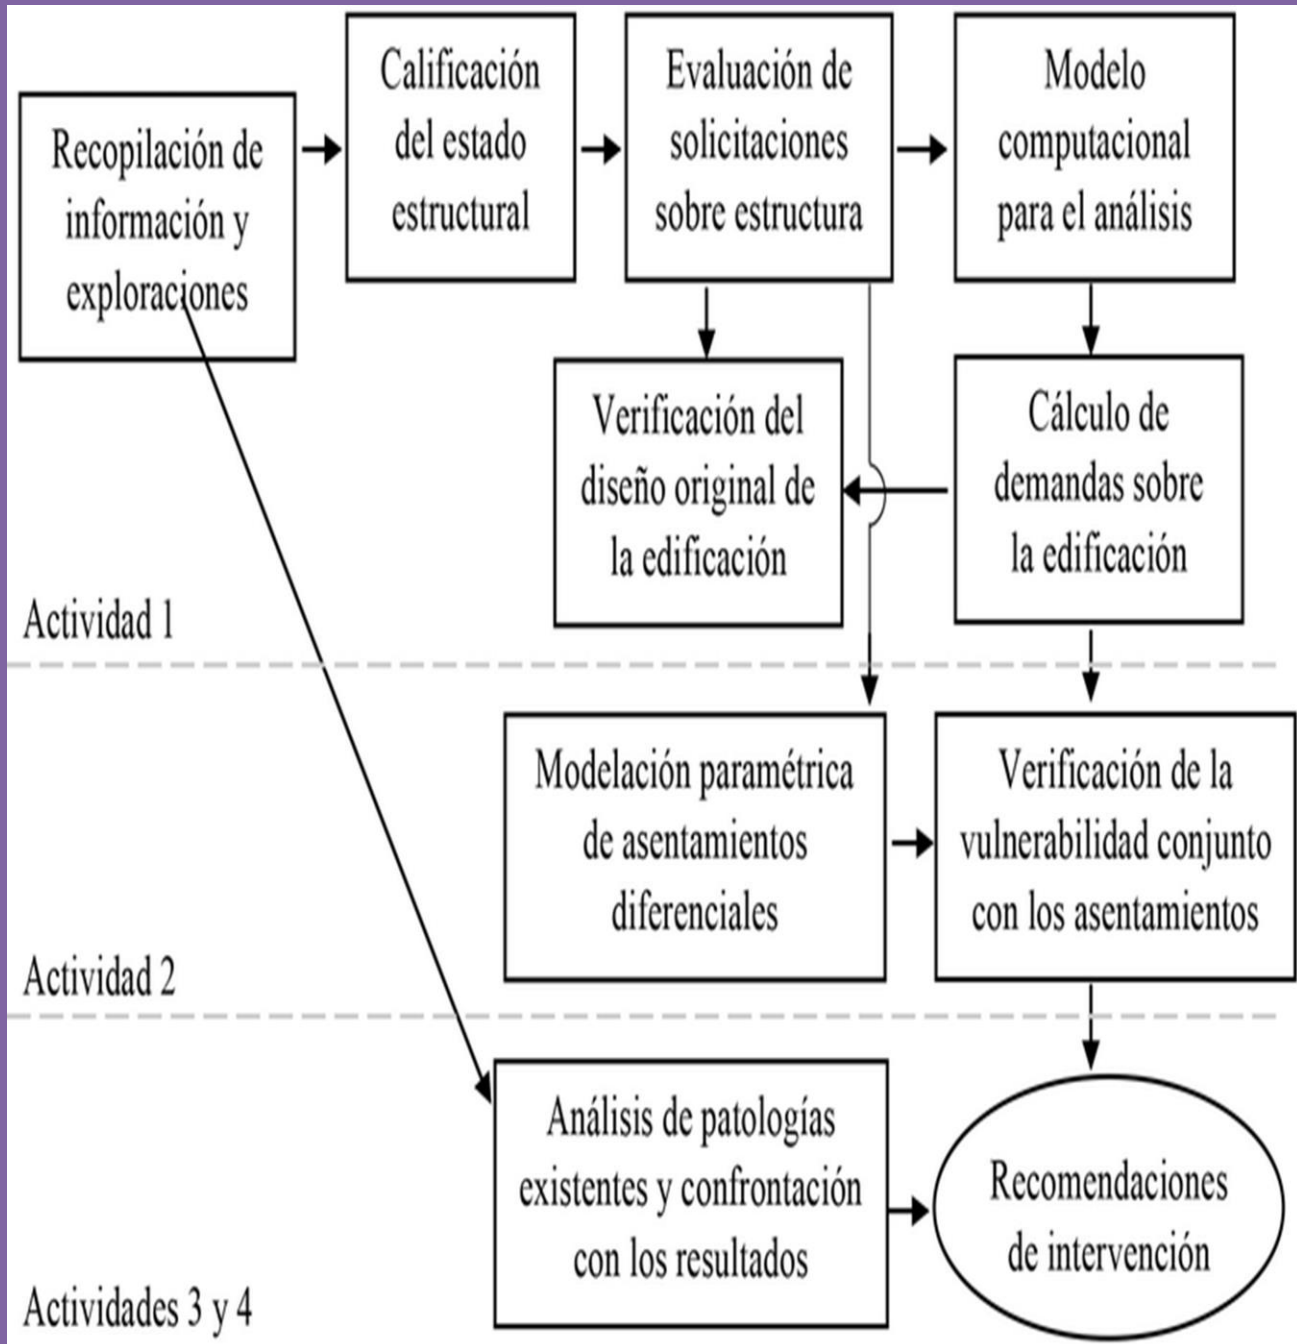 Recopilación de
información y
exploraciones
Calificación
del estado
estructural
Evaluación de
solicitaciones
sobre estructura
Modelo
computacional
para el análisis
Verificación del
diseño original de
la edificación
Cálculo de
demandas sobre
la edificación
Actividad 1
Modelación paramétrica
de asentamientos
diferenciales
Verificación de la
vulnerabilidad conjunto
con los asentamientos
Actividad 2
Análisis de patologías
existentes y confrontación
con los resultados
Recomendaciones
de intervención
Actividades 3 y 4